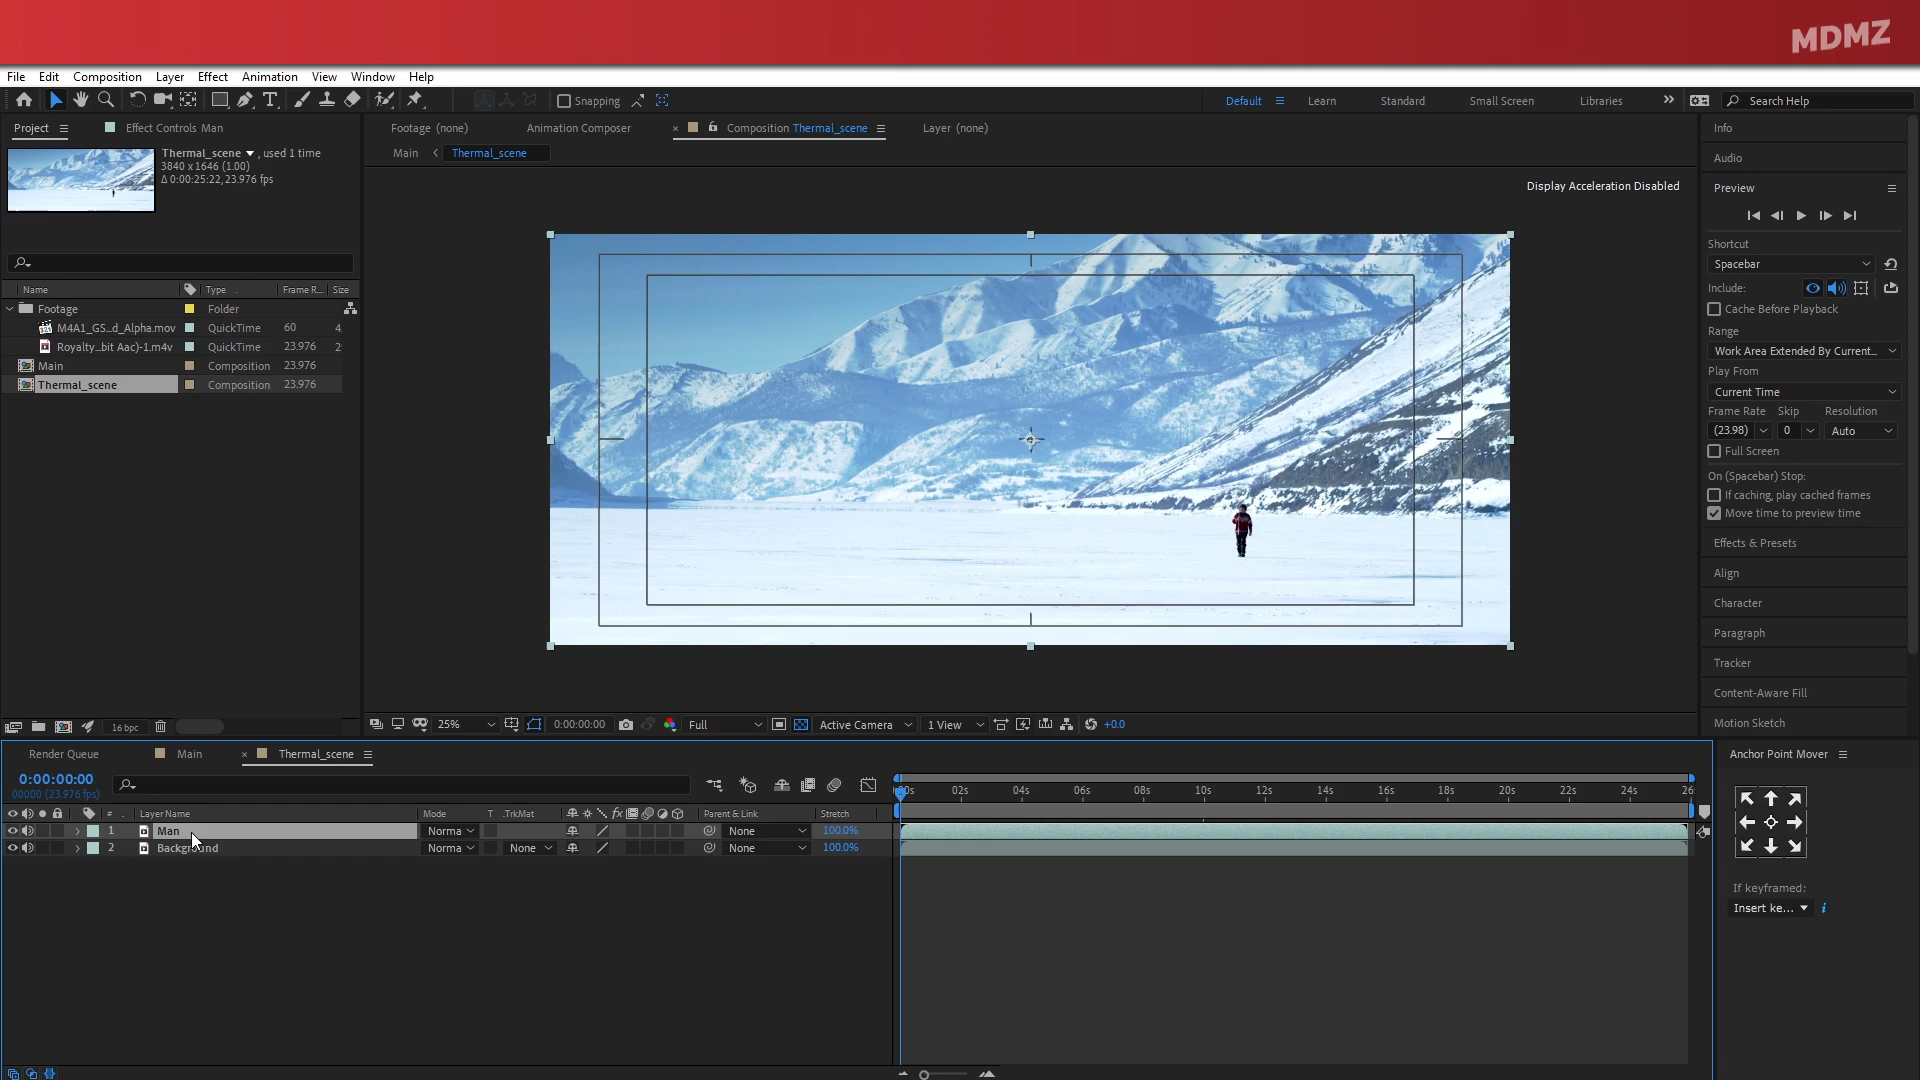 MDMZ
File Edit Composition Layer Effect Animation View Window Help
Snapping
Default Learn Standard Small Screen Libraries Search Help
Project Effect Controls Man
Footage (none) Animation Composer Composition Thermal_scene Layer (none)
Main Thermal_scene
Thermal_scene , used 1 time
3840 x 1646 (1.00)
Δ 0:00:25:22, 23.976 fps
Display Acceleration Disabled
Name Type Frame R... Size
Footage Folder
M4A1_GS...d_Alpha.mov QuickTime 60 4
Royalty...bit Aac)-1.m4v QuickTime 23.976 2
Main Composition 23.976
Thermal_scene Composition 23.976
16 bpc
25% 0:00:00:00 Full Active Camera 1 View +0.0
Info
Audio
Preview
Shortcut
Spacebar
Include:
Cache Before Playback
Range
Work Area Extended By Current...
Play From
Current Time
Frame Rate Skip Resolution
(23.98) 0 Auto
Full Screen
On (Spacebar) Stop:
If caching, play cached frames
Move time to preview time
Effects & Presets
Align
Character
Paragraph
Tracker
Content-Aware Fill
Motion Sketch
Render Queue Main Thermal_scene
0:00:00:00
00000 (23.976 fps)
02s 04s 06s 08s 10s 12s 14s 16s 18s 20s 22s 24s
# Layer Name Mode T .TrkMat fx Parent & Link Stretch
1 Man Norma None 100.0%
2 Background Norma None None 100.0%
Anchor Point Mover
If keyframed:
Insert ke... i